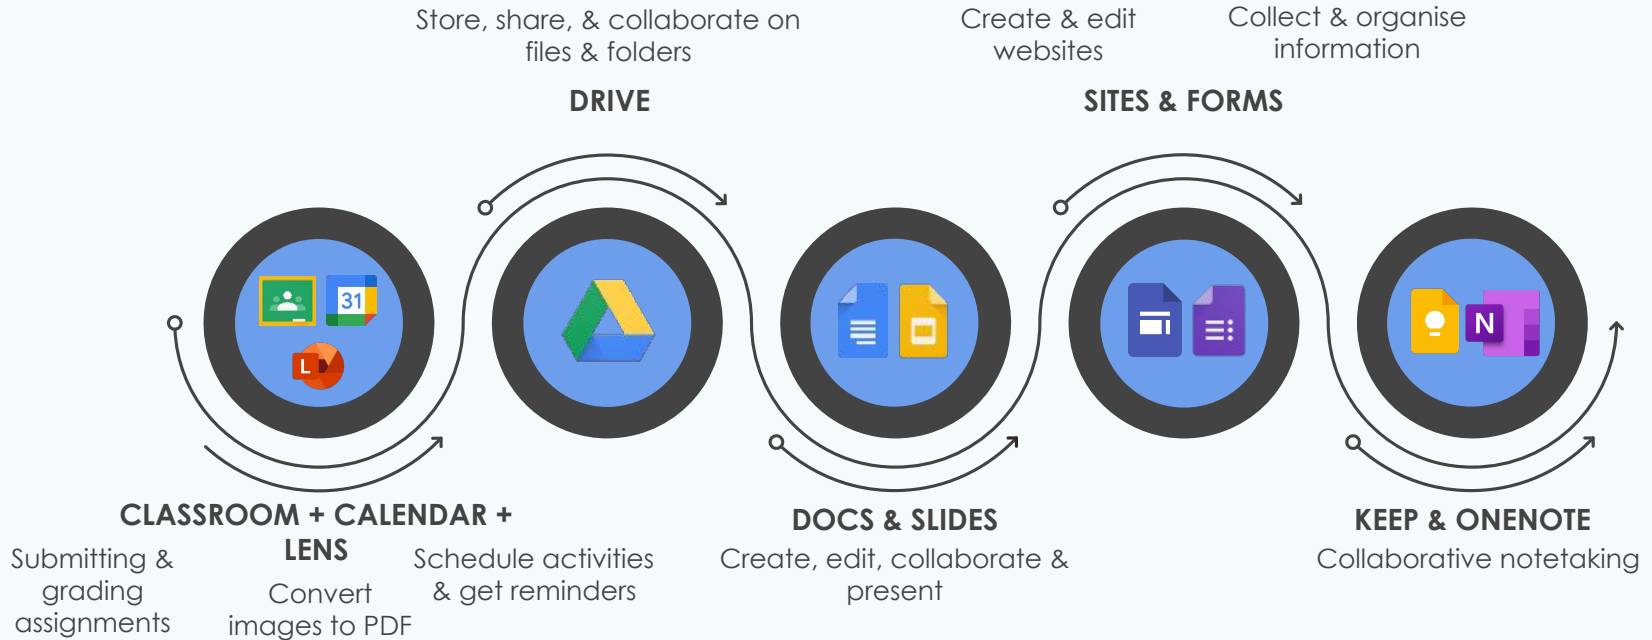 Store, share, & collaborate on
files & folders
DRIVE
Create & edit
websites
Collect & organise
information
SITES & FORMS
31
L
N
CLASSROOM + CALENDAR +
LENS
Submitting &
grading
assignments
Convert
images to PDF
Schedule activities
& get reminders
DOCS & SLIDES
Create, edit, collaborate &
present
KEEP & ONENOTE
Collaborative notetaking